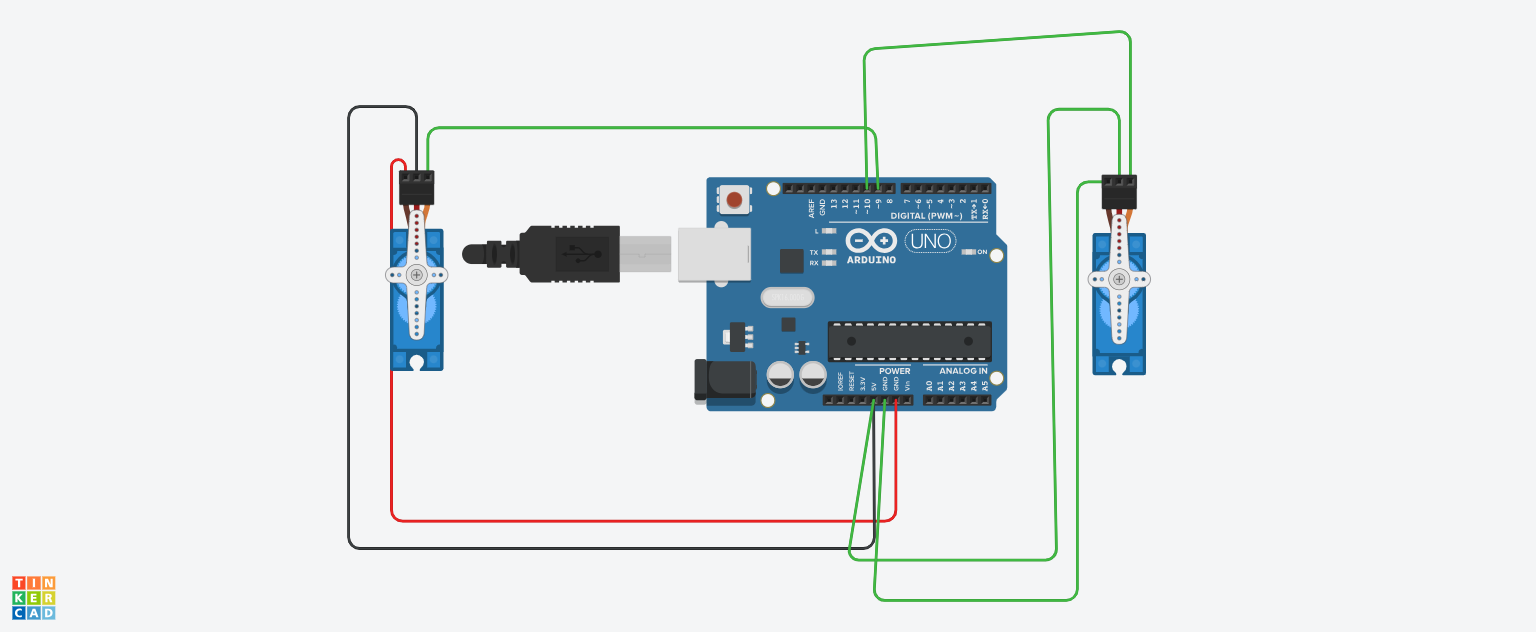 AREF
GND
13
12
~11
~10
~9
8
7
~6
~5
4
~3
2
TX→1
RX←0
DIGITAL (PWM~)
L
TX
RX
UNO
ON
ARDUINO
POWER
ANALOG IN
IOREF
RESET
3.3V
5V
GND
GND
Vin
A0
A1
A2
A3
A4
A5
TIN
KER
CAD